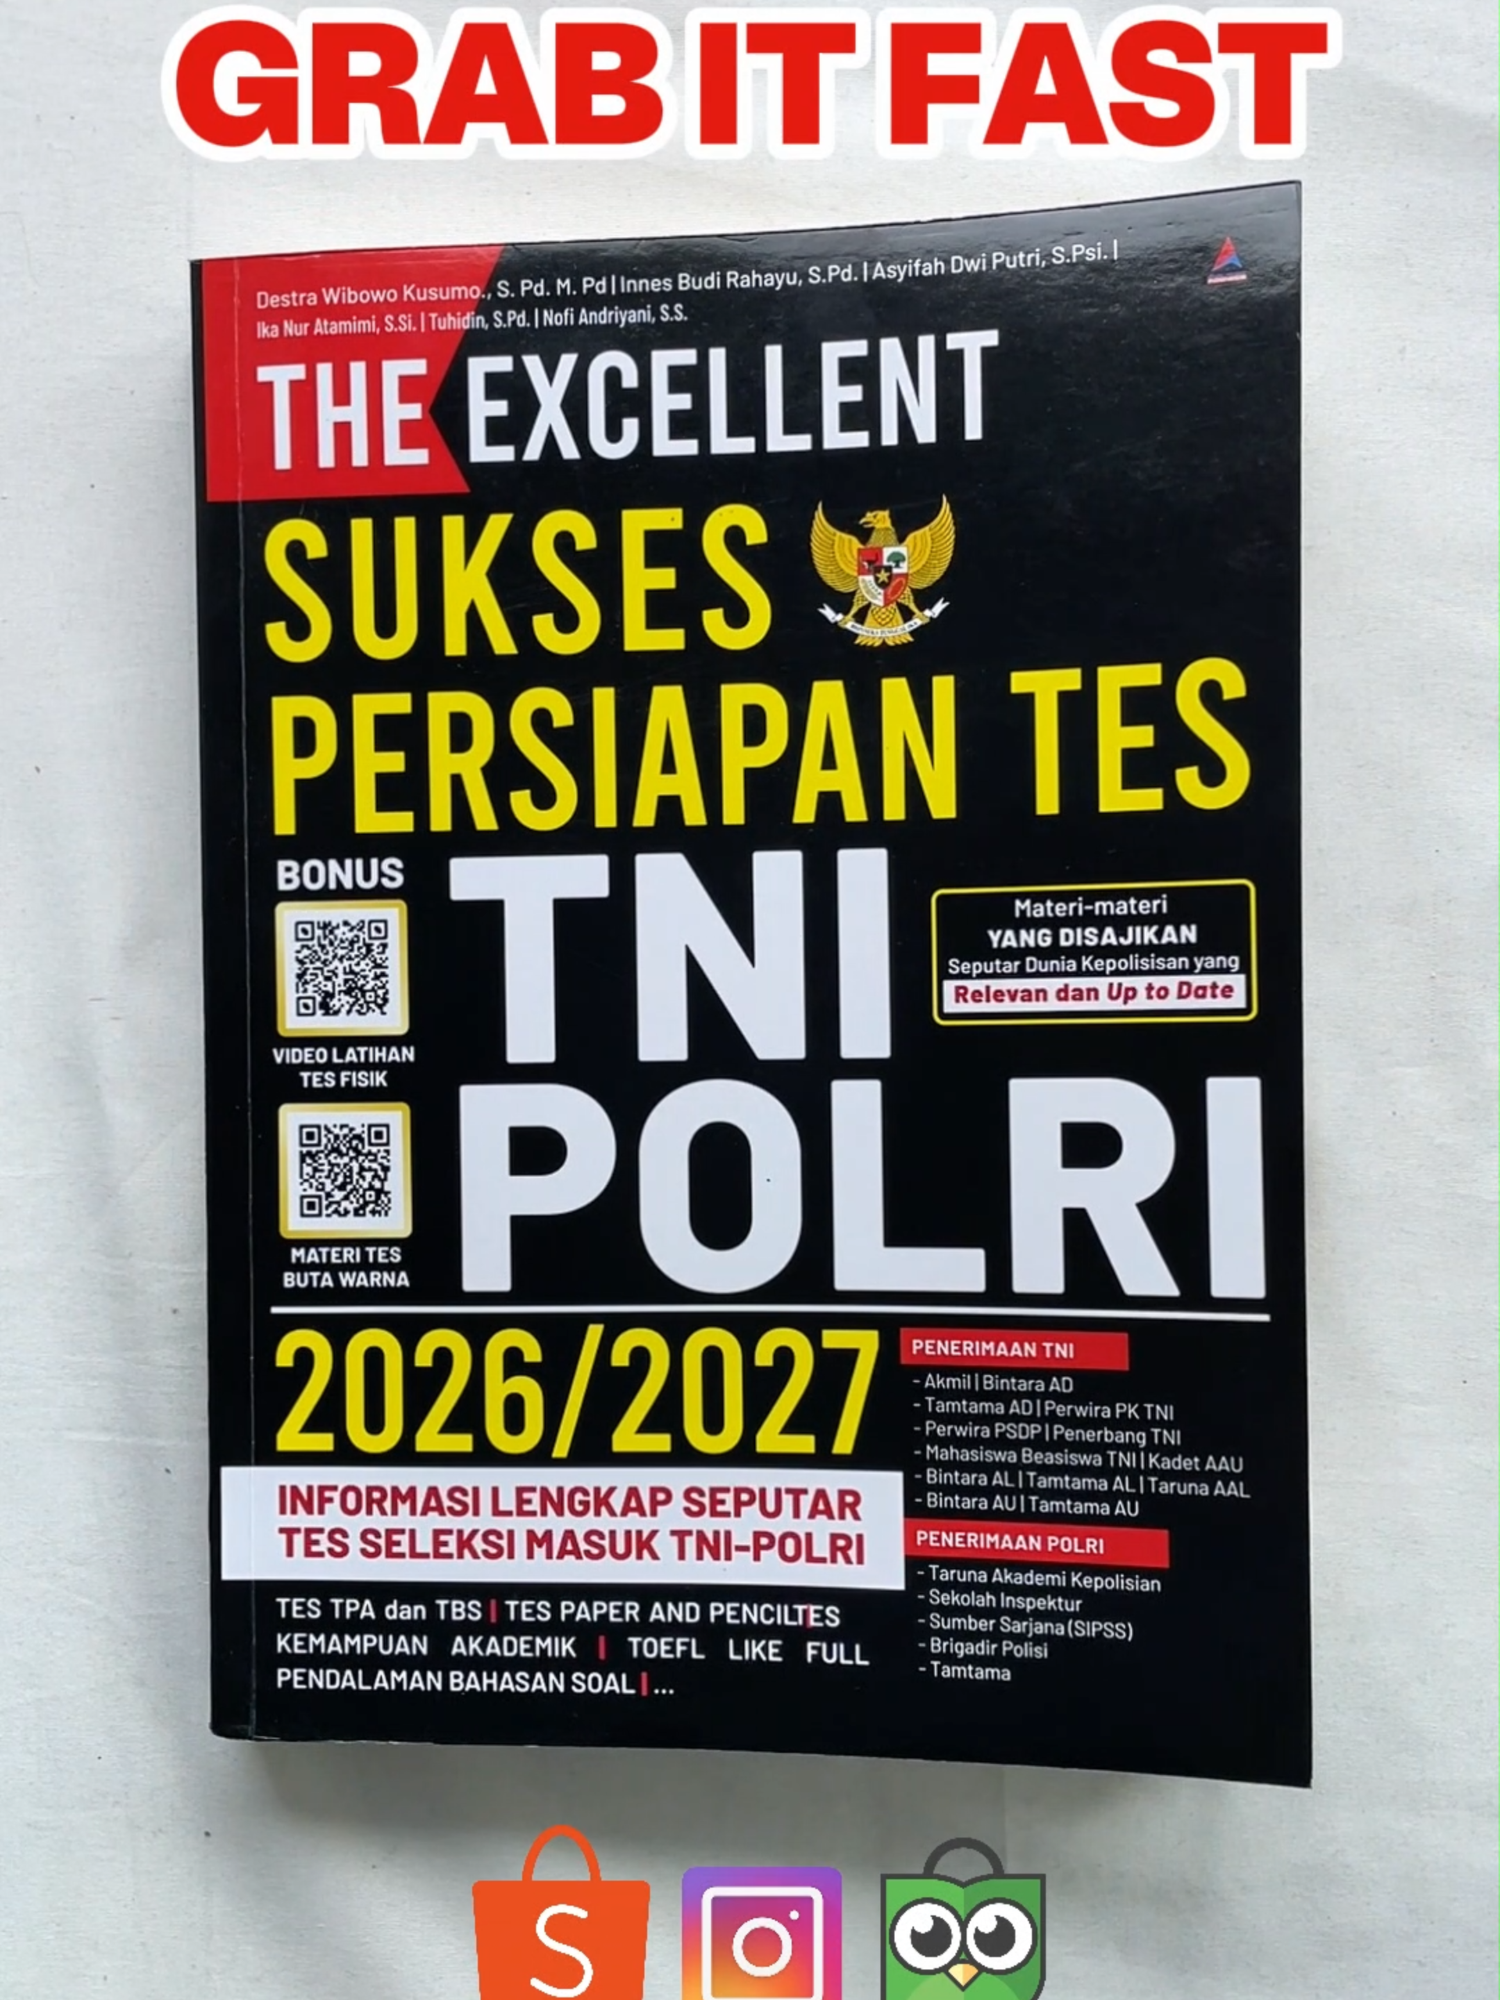 GRAB IT FAST
Destra Wibowo Kusumo., S. Pd. M. Pd | Innes Budi Rahayu, S.Pd. | Asyifah Dwi Putri, S.Psi. |
Ika Nur Atamimi, S.Si. | Tuhidin, S.Pd. | Nofi Andriyani, S.S.
THE EXCELLENT
SUKSES
PERSIAPAN TES
BONUS
TNI
POLRI
VIDEO LATIHAN
TES FISIK
MATERI TES
BUTA WARNA
Materi-materi
YANG DISAJIKAN
Seputar Dunia Kepolisisan yang
Relevan dan Up to Date
2026/2027
INFORMASI LENGKAP SEPUTAR
TES SELEKSI MASUK TNI-POLRI
TES TPA dan TBS | TES PAPER AND PENCILTES
KEMAMPUAN AKADEMIK | TOEFL LIKE FULL
PENDALAMAN BAHASAN SOAL | ...
PENERIMAAN TNI
- Akmil | Bintara AD
- Tamtama AD | Perwira PK TNI
- Perwira PSDP | Penerbang TNI
- Mahasiswa Beasiswa TNI | Kadet AAU
- Bintara AL | Tamtama AL | Taruna AAL
- Bintara AU | Tamtama AU
PENERIMAAN POLRI
- Taruna Akademi Kepolisian
- Sekolah Inspektur
- Sumber Sarjana (SIPSS)
- Brigadir Polisi
- Tamtama
S